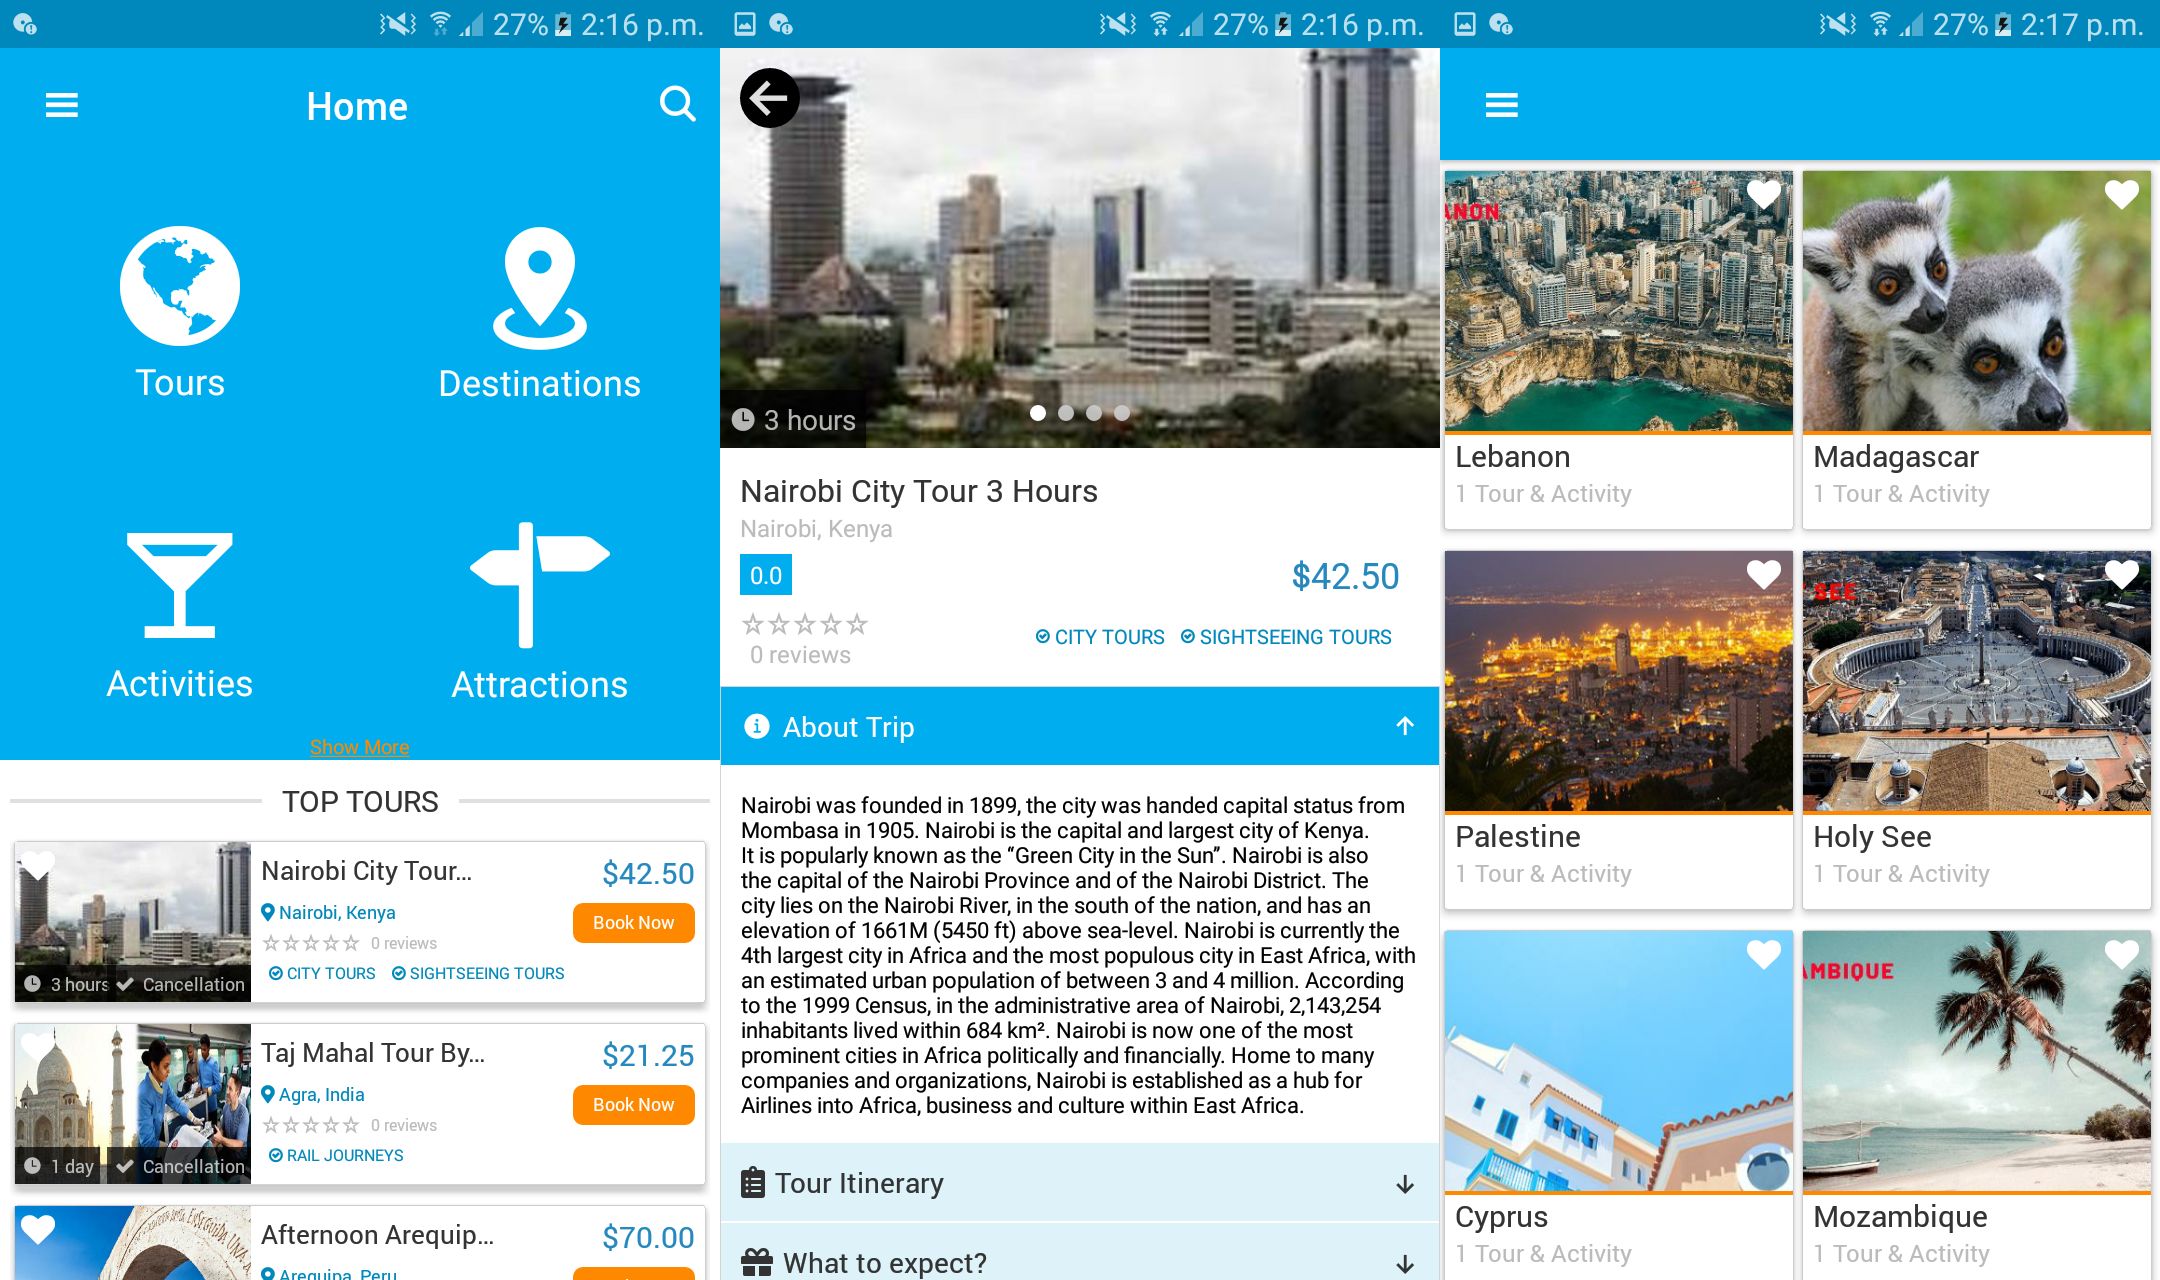 27% 2:16 p.m.
Home
Tours
Destinations
Activities
Attractions
Show More
TOP TOURS
Nairobi City Tour...
$42.50
Nairobi, Kenya
Book Now
0 reviews
CITY TOURS SIGHTSEEING TOURS
3 hours Cancellation
Taj Mahal Tour By...
$21.25
Agra, India
Book Now
0 reviews
RAIL JOURNEYS
1 day Cancellation
Afternoon Arequip...
$70.00
Arequipa, Peru
27% 2:16 p.m.
3 hours
Nairobi City Tour 3 Hours
Nairobi, Kenya
0.0
$42.50
0 reviews
CITY TOURS SIGHTSEEING TOURS
About Trip
Nairobi was founded in 1899, the city was handed capital status from
Mombasa in 1905. Nairobi is the capital and largest city of Kenya.
It is popularly known as the “Green City in the Sun”. Nairobi is also
the capital of the Nairobi Province and of the Nairobi District. The
city lies on the Nairobi River, in the south of the nation, and has an
elevation of 1661M (5450 ft) above sea-level. Nairobi is currently the
4th largest city in Africa and the most populous city in East Africa, with
an estimated urban population of between 3 and 4 million. According
to the 1999 Census, in the administrative area of Nairobi, 2,143,254
inhabitants lived within 684 km². Nairobi is now one of the most
prominent cities in Africa politically and financially. Home to many
companies and organizations, Nairobi is established as a hub for
Airlines into Africa, business and culture within East Africa.
Tour Itinerary
What to expect?
27% 2:17 p.m.
ANON
Lebanon
1 Tour & Activity
Madagascar
1 Tour & Activity
Palestine
1 Tour & Activity
SEE
Holy See
1 Tour & Activity
Cyprus
1 Tour & Activity
AMBIQUE
Mozambique
1 Tour & Activity